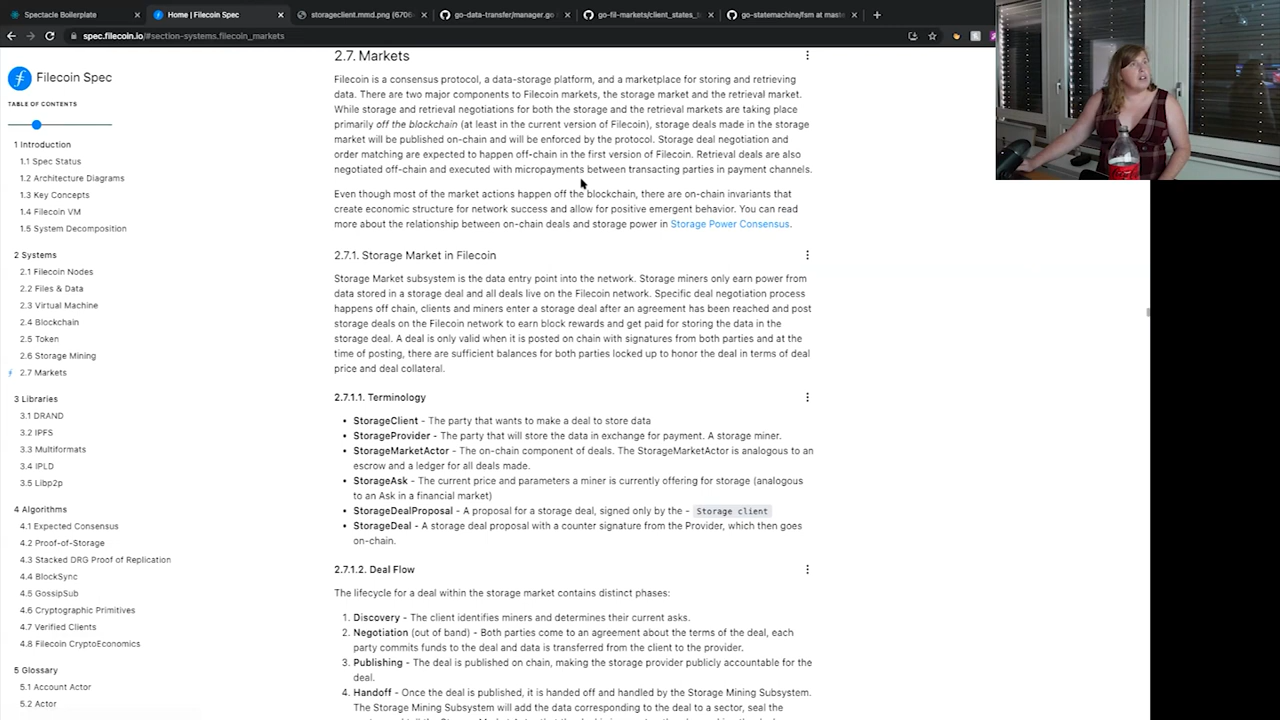 Spectacle Boilerplate
Home | Filecoin Spec
storageclient.mmd.png (6706
go-data-transfer/manager.go
go-fil-markets/client_states_
go-statemachine/fsm at mast
spec.filecoin.io/#section-systems.filecoin_markets
Filecoin Spec
TABLE OF CONTENTS
1 Introduction
1.1 Spec Status
1.2 Architecture Diagrams
1.3 Key Concepts
1.4 Filecoin VM
1.5 System Decomposition
2 Systems
2.1 Filecoin Nodes
2.2 Files & Data
2.3 Virtual Machine
2.4 Blockchain
2.5 Token
2.6 Storage Mining
2.7 Markets
3 Libraries
3.1 DRAND
3.2 IPFS
3.3 Multiformats
3.4 IPLD
3.5 Libp2p
4 Algorithms
4.1 Expected Consensus
4.2 Proof-of-Storage
4.3 Stacked DRG Proof of Replication
4.4 BlockSync
4.5 GossipSub
4.6 Cryptographic Primitives
4.7 Verified Clients
4.8 Filecoin CryptoEconomics
5 Glossary
5.1 Account Actor
5.2 Actor
2.7. Markets
Filecoin is a consensus protocol, a data-storage platform, and a marketplace for storing and retrieving
data. There are two major components to Filecoin markets, the storage market and the retrieval market.
While storage and retrieval negotiations for both the storage and the retrieval markets are taking place
primarily off the blockchain (at least in the current version of Filecoin), storage deals made in the storage
market will be published on-chain and will be enforced by the protocol. Storage deal negotiation and
order matching are expected to happen off-chain in the first version of Filecoin. Retrieval deals are also
negotiated off-chain and executed with micropayments between transacting parties in payment channels.
Even though most of the market actions happen off the blockchain, there are on-chain invariants that
create economic structure for network success and allow for positive emergent behavior. You can read
more about the relationship between on-chain deals and storage power in Storage Power Consensus.
2.7.1. Storage Market in Filecoin
Storage Market subsystem is the data entry point into the network. Storage miners only earn power from
data stored in a storage deal and all deals live on the Filecoin network. Specific deal negotiation process
happens off chain, clients and miners enter a storage deal after an agreement has been reached and post
storage deals on the Filecoin network to earn block rewards and get paid for storing the data in the
storage deal. A deal is only valid when it is posted on chain with signatures from both parties and at the
time of posting, there are sufficient balances for both parties locked up to honor the deal in terms of deal
price and deal collateral.
2.7.1.1. Terminology
• StorageClient - The party that wants to make a deal to store data
• StorageProvider - The party that will store the data in exchange for payment. A storage miner.
• StorageMarketActor - The on-chain component of deals. The StorageMarketActor is analogous to an
escrow and a ledger for all deals made.
• StorageAsk - The current price and parameters a miner is currently offering for storage (analogous
to an Ask in a financial market)
• StorageDealProposal - A proposal for a storage deal, signed only by the - Storage client
• StorageDeal - A storage deal proposal with a counter signature from the Provider, which then goes
on-chain.
2.7.1.2. Deal Flow
The lifecycle for a deal within the storage market contains distinct phases:
1. Discovery - The client identifies miners and determines their current asks.
2. Negotiation (out of band) - Both parties come to an agreement about the terms of the deal, each
party commits funds to the deal and data is transferred from the client to the provider.
3. Publishing - The deal is published on chain, making the storage provider publicly accountable for the
deal.
4. Handoff - Once the deal is published, it is handed off and handled by the Storage Mining Subsystem.
The Storage Mining Subsystem will add the data corresponding to the deal to a sector, seal the